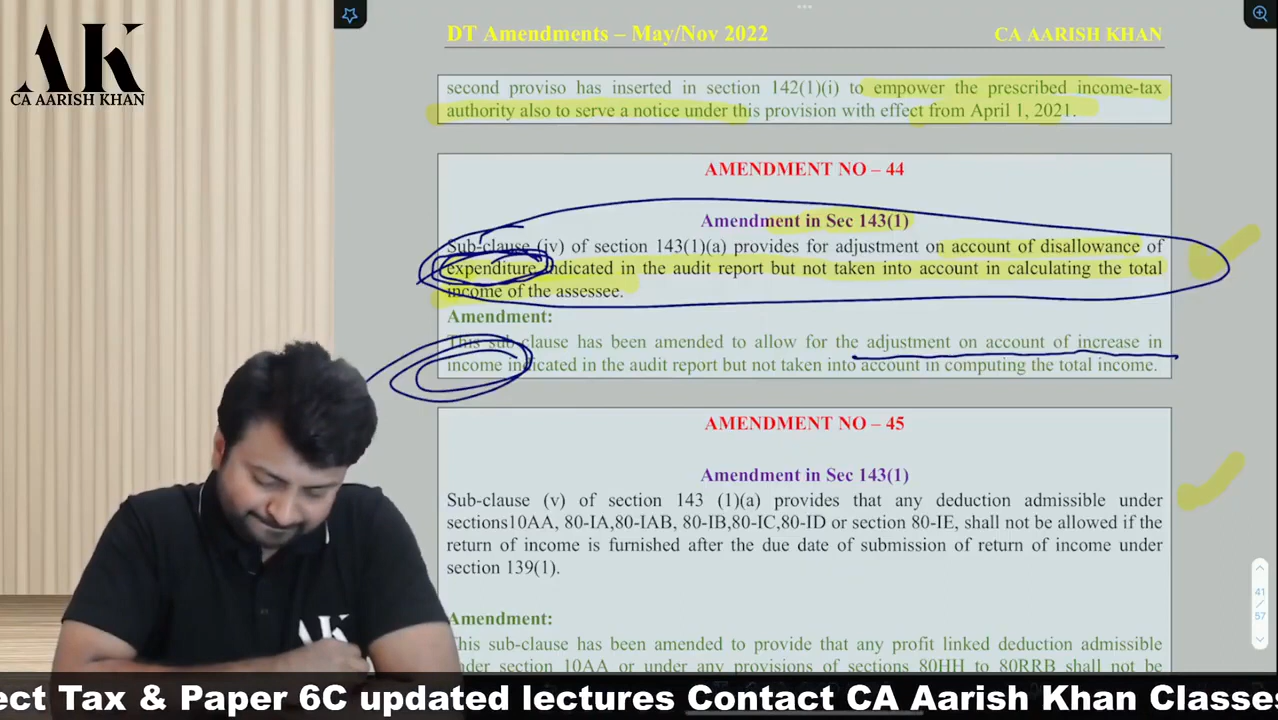 AK
CA AARISH KHAN
DT Amendments – May/Nov 2022
CA AARISH KHAN
second proviso has inserted in section 142(1)(i) to empower the prescribed income-tax
authority also to serve a notice under this provision with effect from April 1, 2021.
AMENDMENT NO – 44
Amendment in Sec 143(1)
Sub-clause (iv) of section 143(1)(a) provides for adjustment on account of disallowance of
expenditure indicated in the audit report but not taken into account in calculating the total
income of the assessee.
Amendment:
This sub clause has been amended to allow for the adjustment on account of increase in
income indicated in the audit report but not taken into account in computing the total income.
AMENDMENT NO – 45
Amendment in Sec 143(1)
Sub-clause (v) of section 143 (1)(a) provides that any deduction admissible under
sections10AA, 80-IA,80-IAB, 80-IB,80-IC,80-ID or section 80-IE, shall not be allowed if the
return of income is furnished after the due date of submission of return of income under
section 139(1).
Amendment:
This sub-clause has been amended to provide that any profit linked deduction admissible
under section 10AA or under any provisions of sections 80HH to 80RRB shall not be
41
/
57
AK
ect Tax & Paper 6C updated lectures Contact CA Aarish Khan Classes